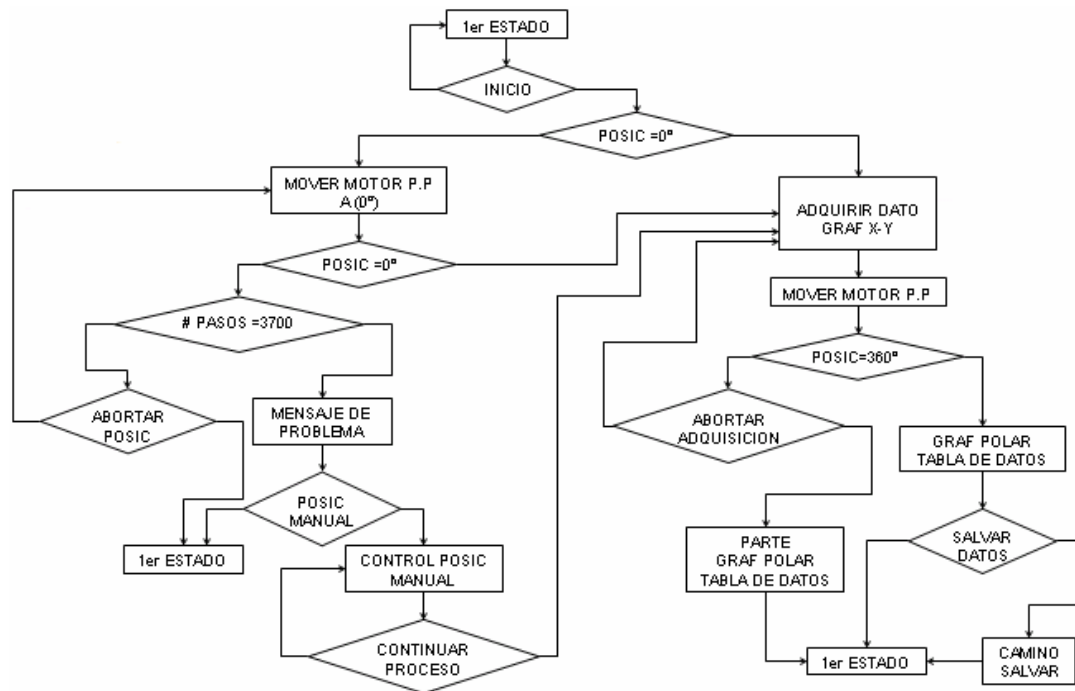 1er ESTADO
INICIO
POSIC =0º
MOVER MOTOR P.P
A (0º)
ADQUIRIR DATO
GRAF X-Y
POSIC =0º
MOVER MOTOR P.P
# PASOS =3700
POSIC=360º
ABORTAR
POSIC
MENSAJE DE
PROBLEMA
ABORTAR
ADQUISICION
GRAF POLAR
TABLA DE DATOS
POSIC
MANUAL
1er ESTADO
CONTROL POSIC
MANUAL
PARTE
GRAF POLAR
TABLA DE DATOS
SALVAR
DATOS
CONTINUAR
PROCESO
1er ESTADO
CAMINO
SALVAR